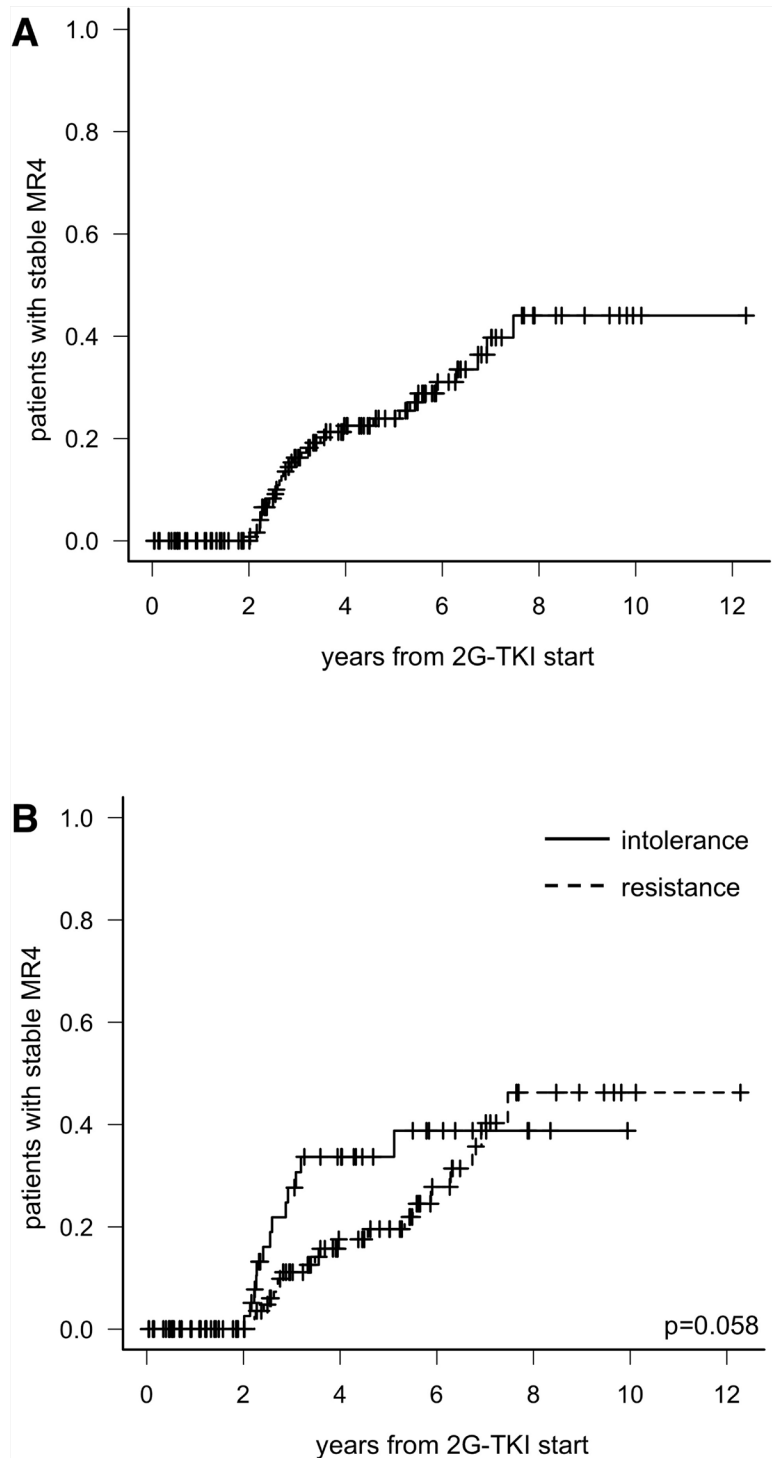 A
patients with stable MR4
1.0
0.8
0.6
0.4
0.2
0.0
0 2 4 6 8 10 12
years from 2G-TKI start
B
patients with stable MR4
1.0
0.8
0.6
0.4
0.2
0.0
intolerance
resistance
p=0.058
0 2 4 6 8 10 12
years from 2G-TKI start